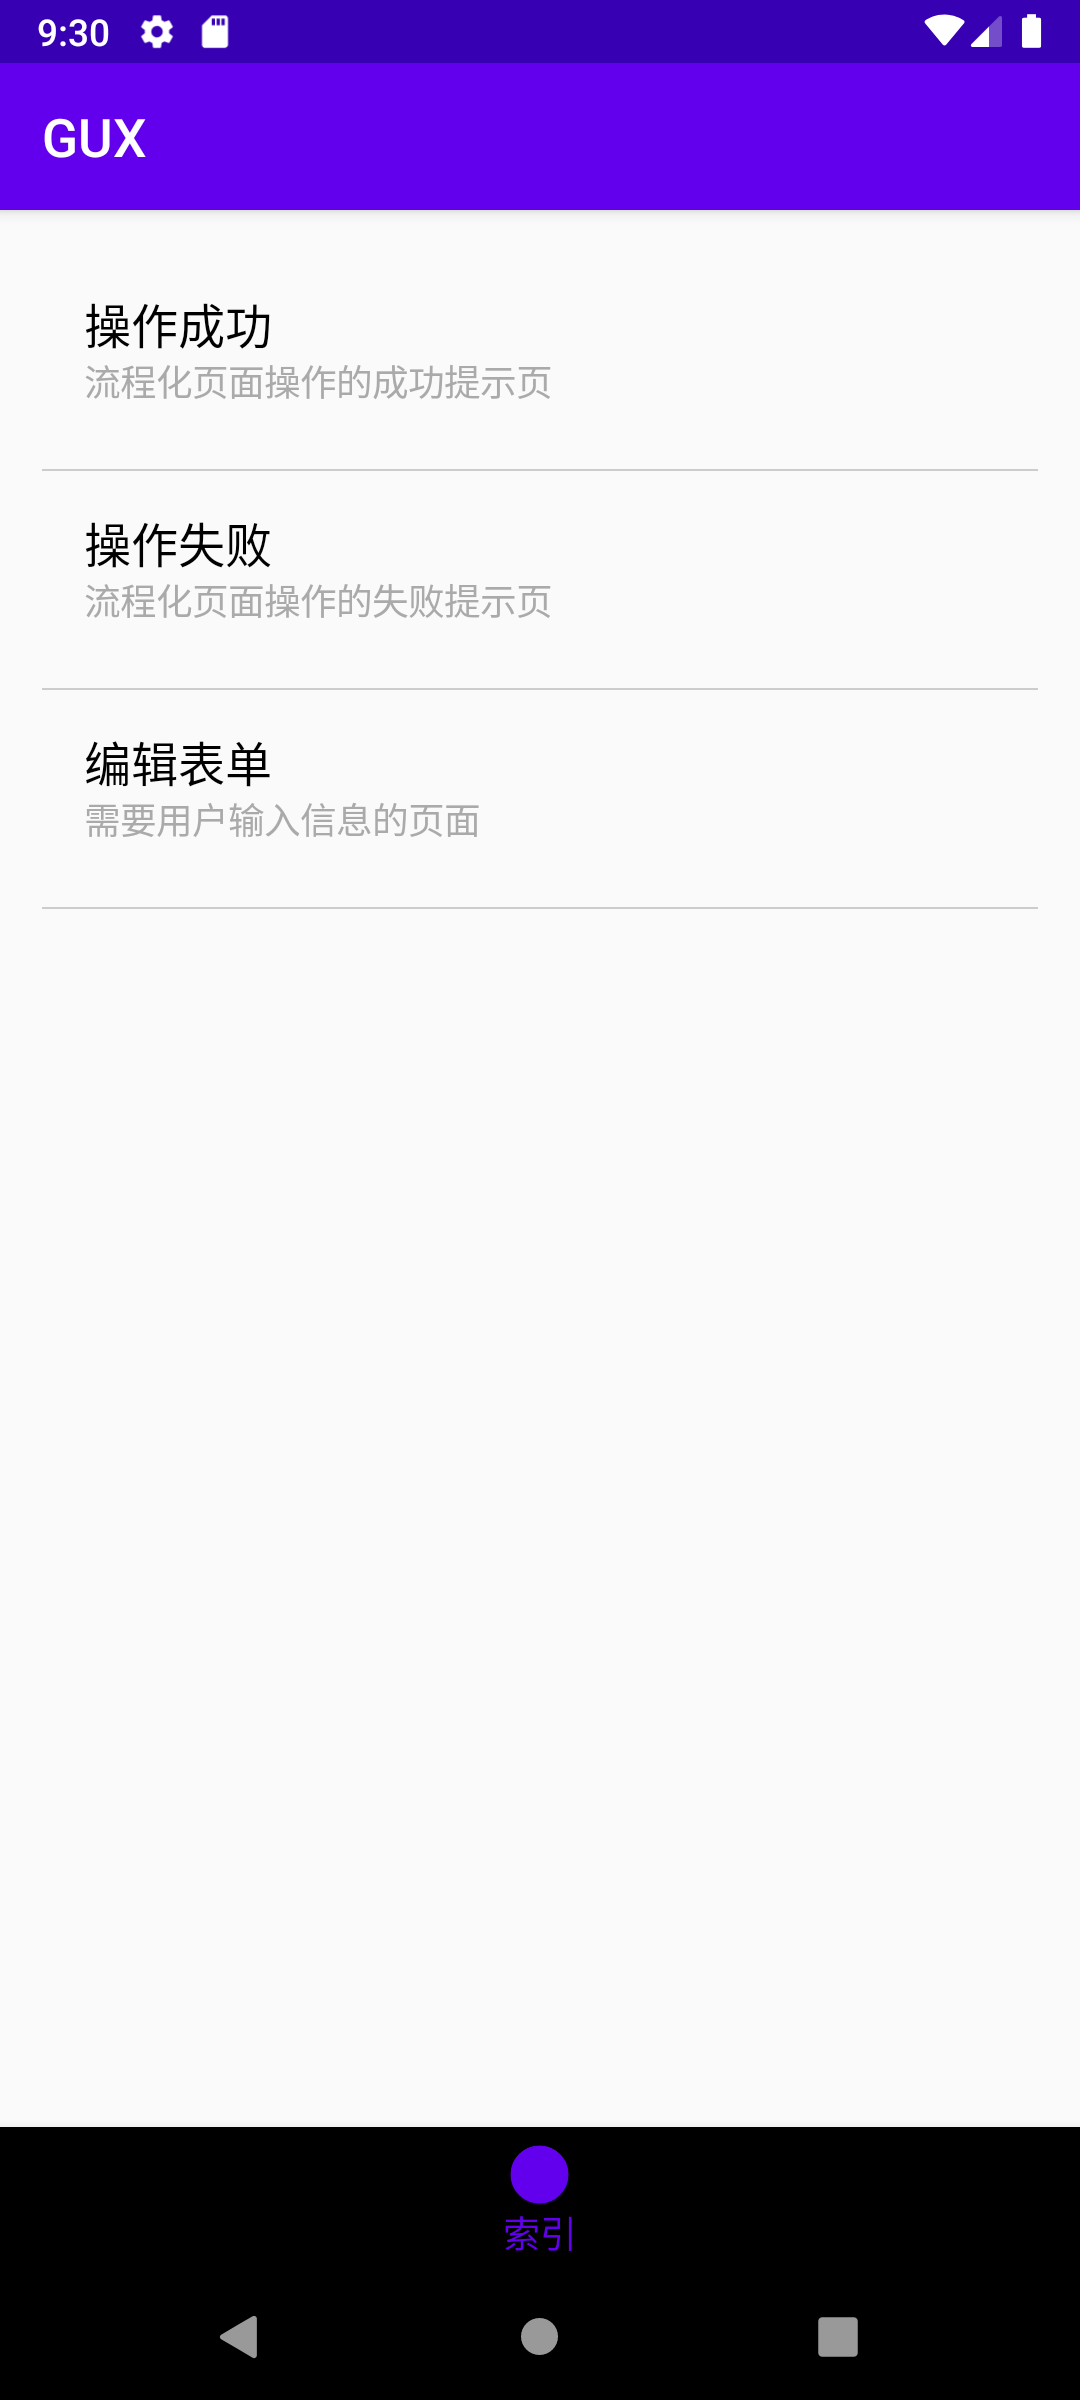 9:30
GUX
操作成功
流程化页面操作的成功提示页
操作失败
流程化页面操作的失败提示页
编辑表单
需要用户输入信息的页面
索引